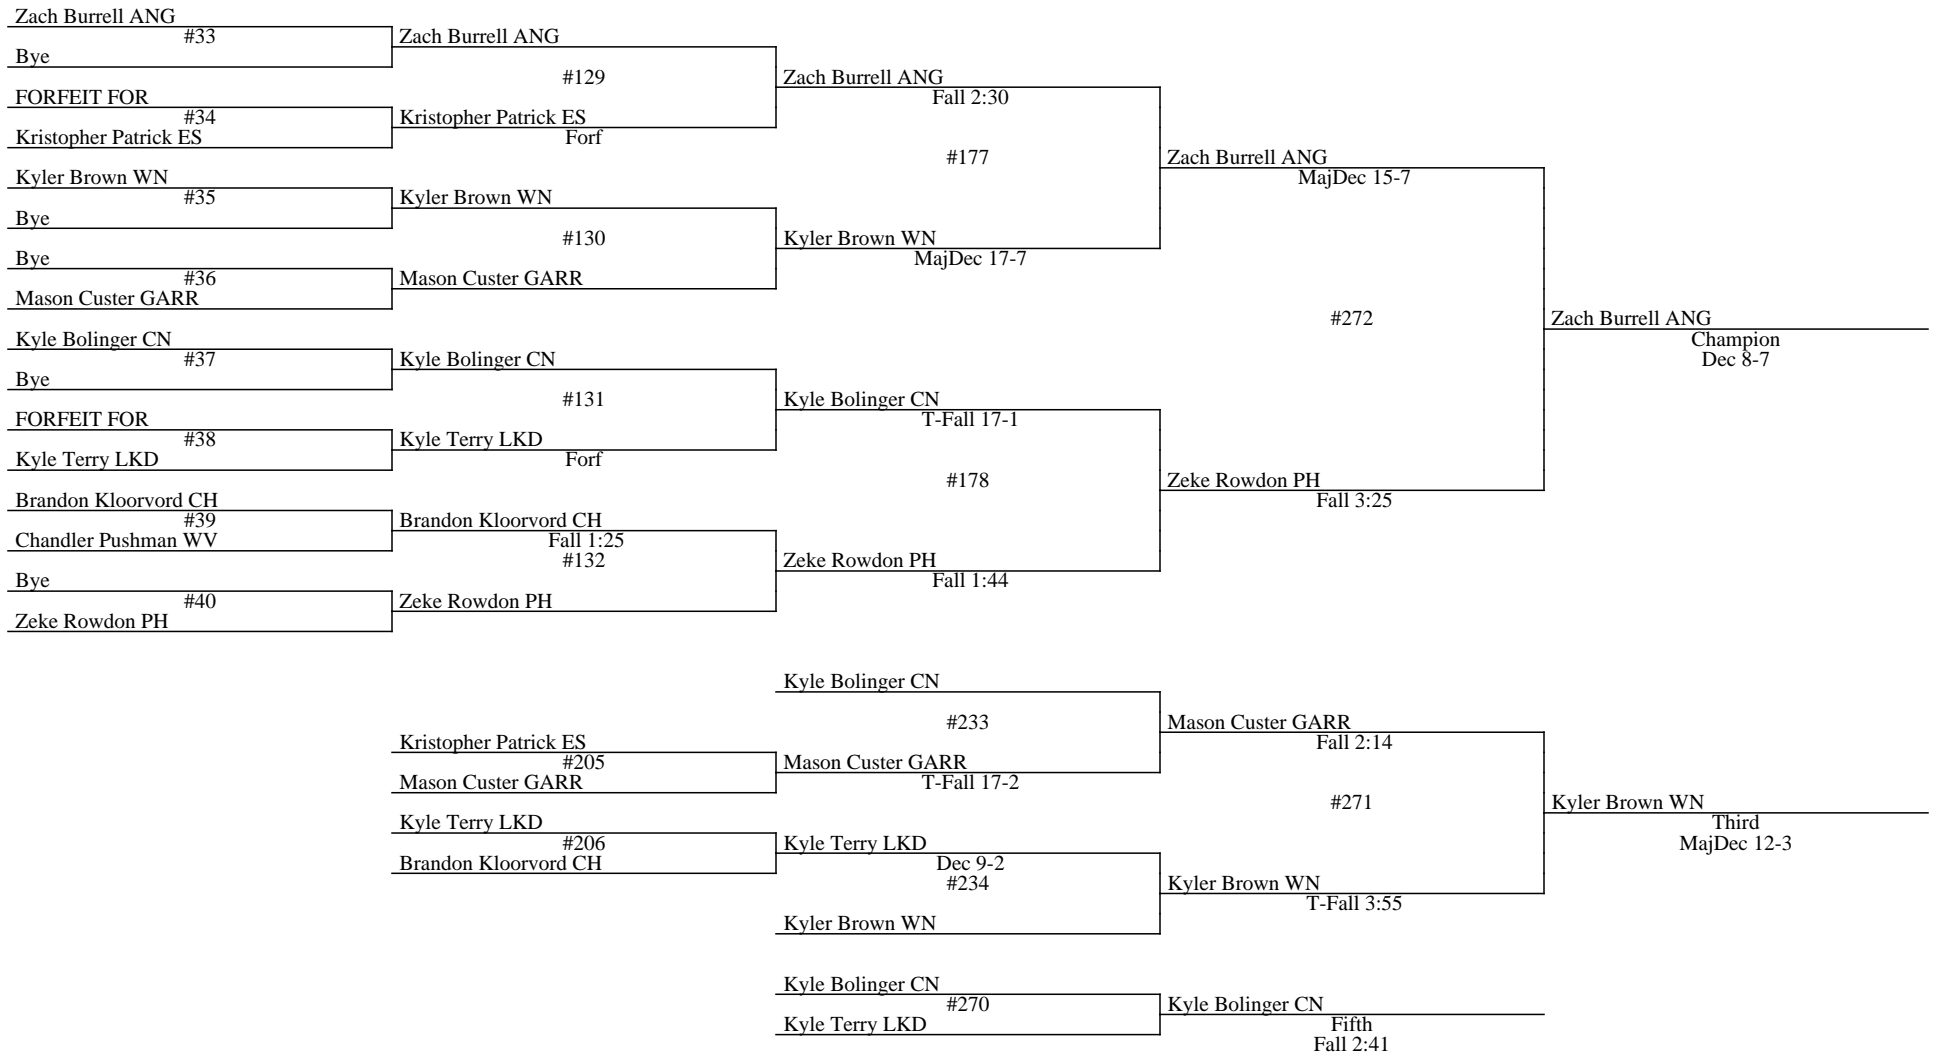 Zach Burrell ANG
#33
Bye
FORFEIT FOR
#34
Kristopher Patrick ES
Kyler Brown WN
#35
Bye
Bye
#36
Mason Custer GARR
Kyle Bolinger CN
#37
Bye
FORFEIT FOR
#38
Kyle Terry LKD
Brandon Kloorvord CH
#39
Chandler Pushman WV
Bye
#40
Zeke Rowdon PH
Zach Burrell ANG
#129
Kristopher Patrick ES
Forf
Kyler Brown WN
#130
Mason Custer GARR
Kyle Bolinger CN
#131
Kyle Terry LKD
Forf
Brandon Kloorvord CH
Fall 1:25
#132
Zeke Rowdon PH
Zach Burrell ANG
Fall 2:30
#177
Kyler Brown WN
MajDec 17-7
Kyle Bolinger CN
T-Fall 17-1
#178
Zeke Rowdon PH
Fall 1:44
Zach Burrell ANG
MajDec 15-7
#272
Zeke Rowdon PH
Fall 3:25
Zach Burrell ANG
Champion
Dec 8-7
Kristopher Patrick ES
#205
Mason Custer GARR
Kyle Terry LKD
#206
Brandon Kloorvord CH
Kyle Bolinger CN
#233
Mason Custer GARR
T-Fall 17-2
Kyle Terry LKD
Dec 9-2
#234
Kyler Brown WN
Mason Custer GARR
Fall 2:14
#271
Kyler Brown WN
T-Fall 3:55
Kyler Brown WN
Third
MajDec 12-3
Kyle Bolinger CN
#270
Kyle Terry LKD
Kyle Bolinger CN
Fifth
Fall 2:41